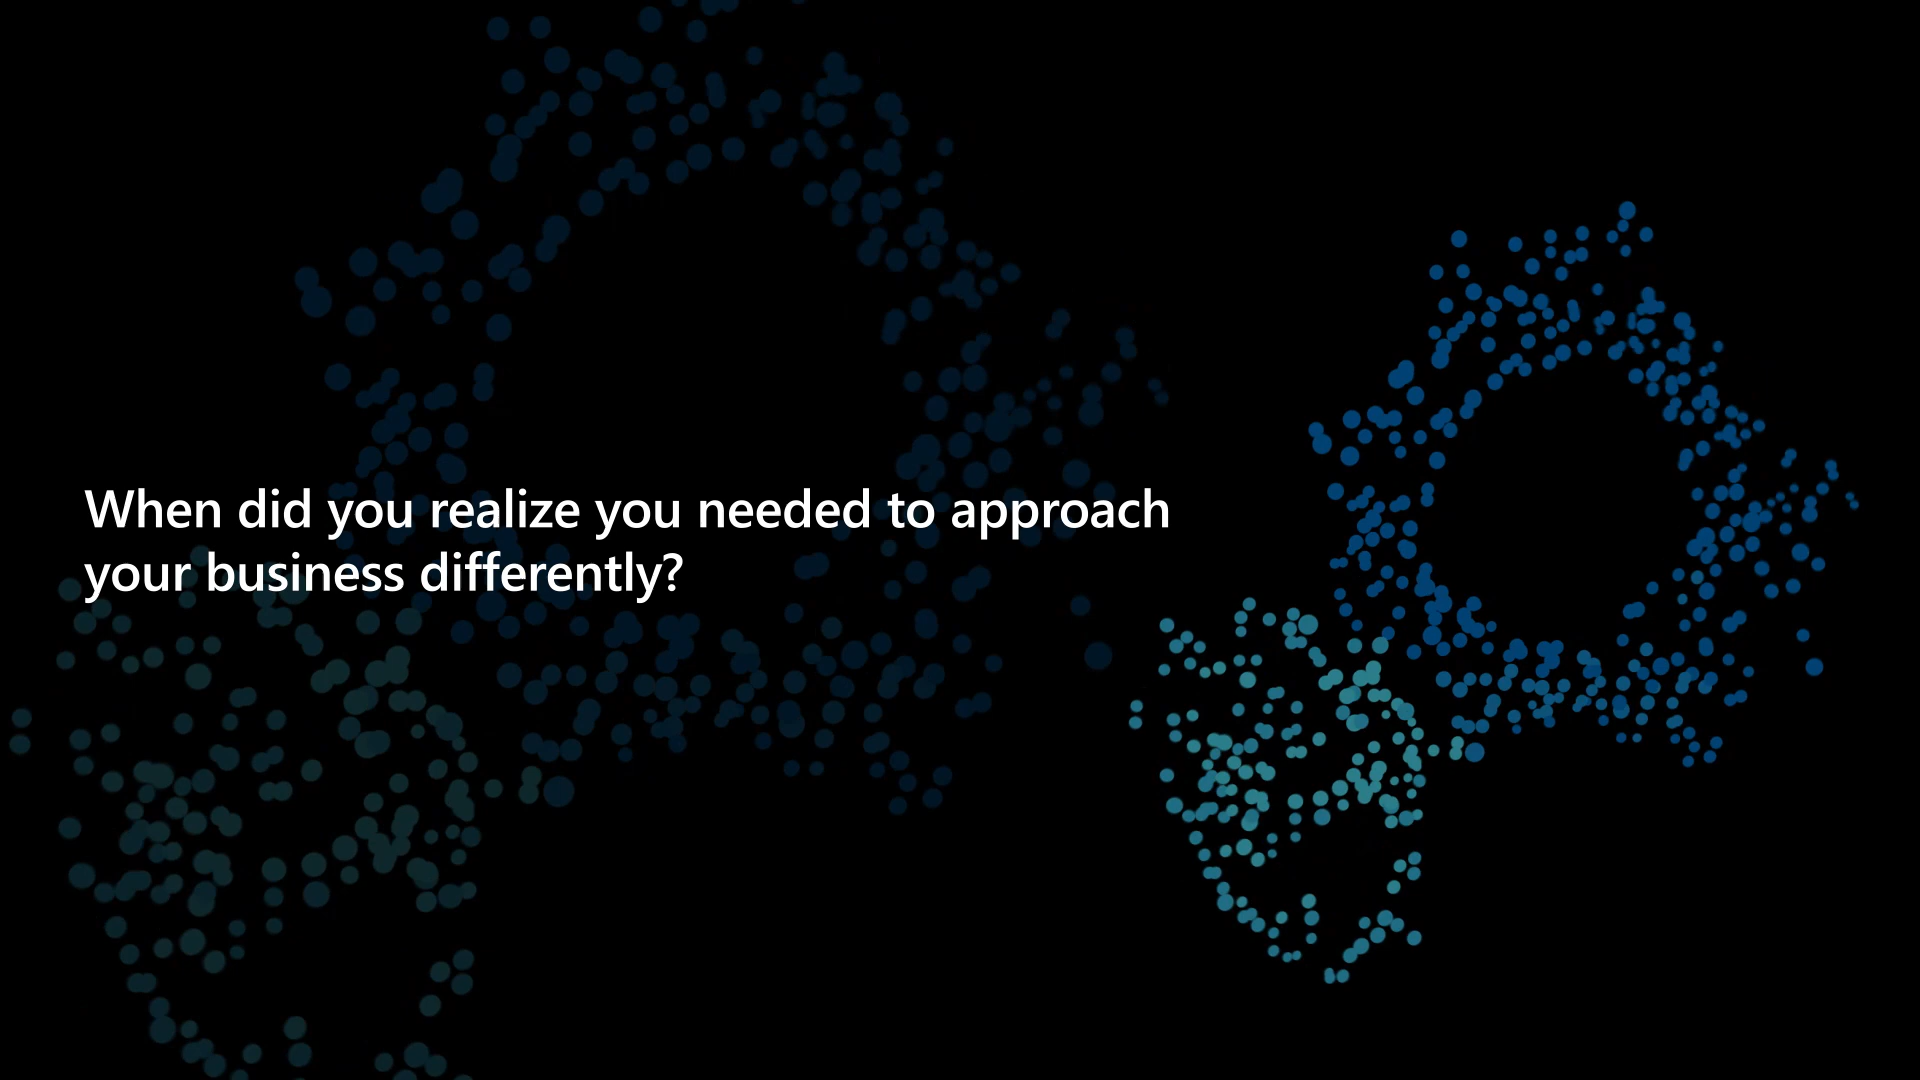 When did you realize you needed to approach
your business differently?